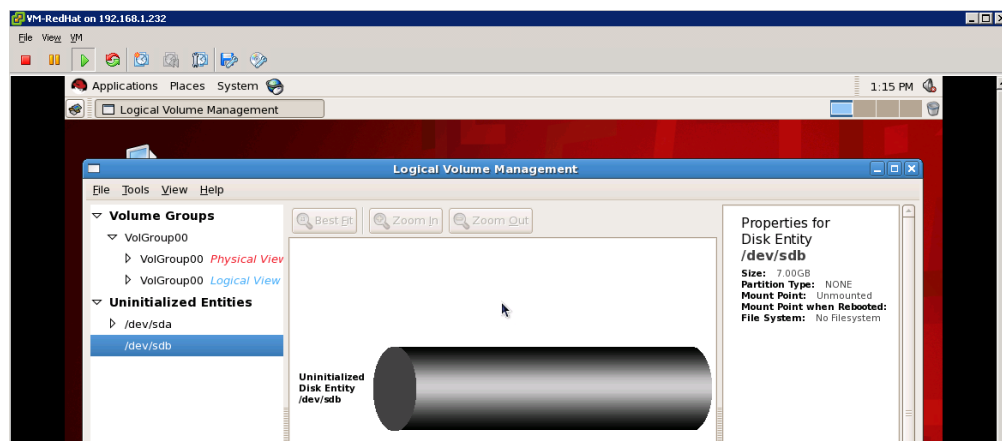 VM-RedHat on 192.168.1.232
File View VM
Applications Places System
1:15 PM
Logical Volume Management
Logical Volume Management
File Tools View Help
Volume Groups
VolGroup00
VolGroup00 Physical View
VolGroup00 Logical View
Uninitialized Entities
/dev/sda
/dev/sdb
Best Fit Zoom In Zoom Out
Uninitialized
Disk Entity
/dev/sdb
Properties for
Disk Entity
/dev/sdb
Size: 7.00GB
Partition Type: NONE
Mount Point: Unmounted
Mount Point when Rebooted:
File System: No Filesystem